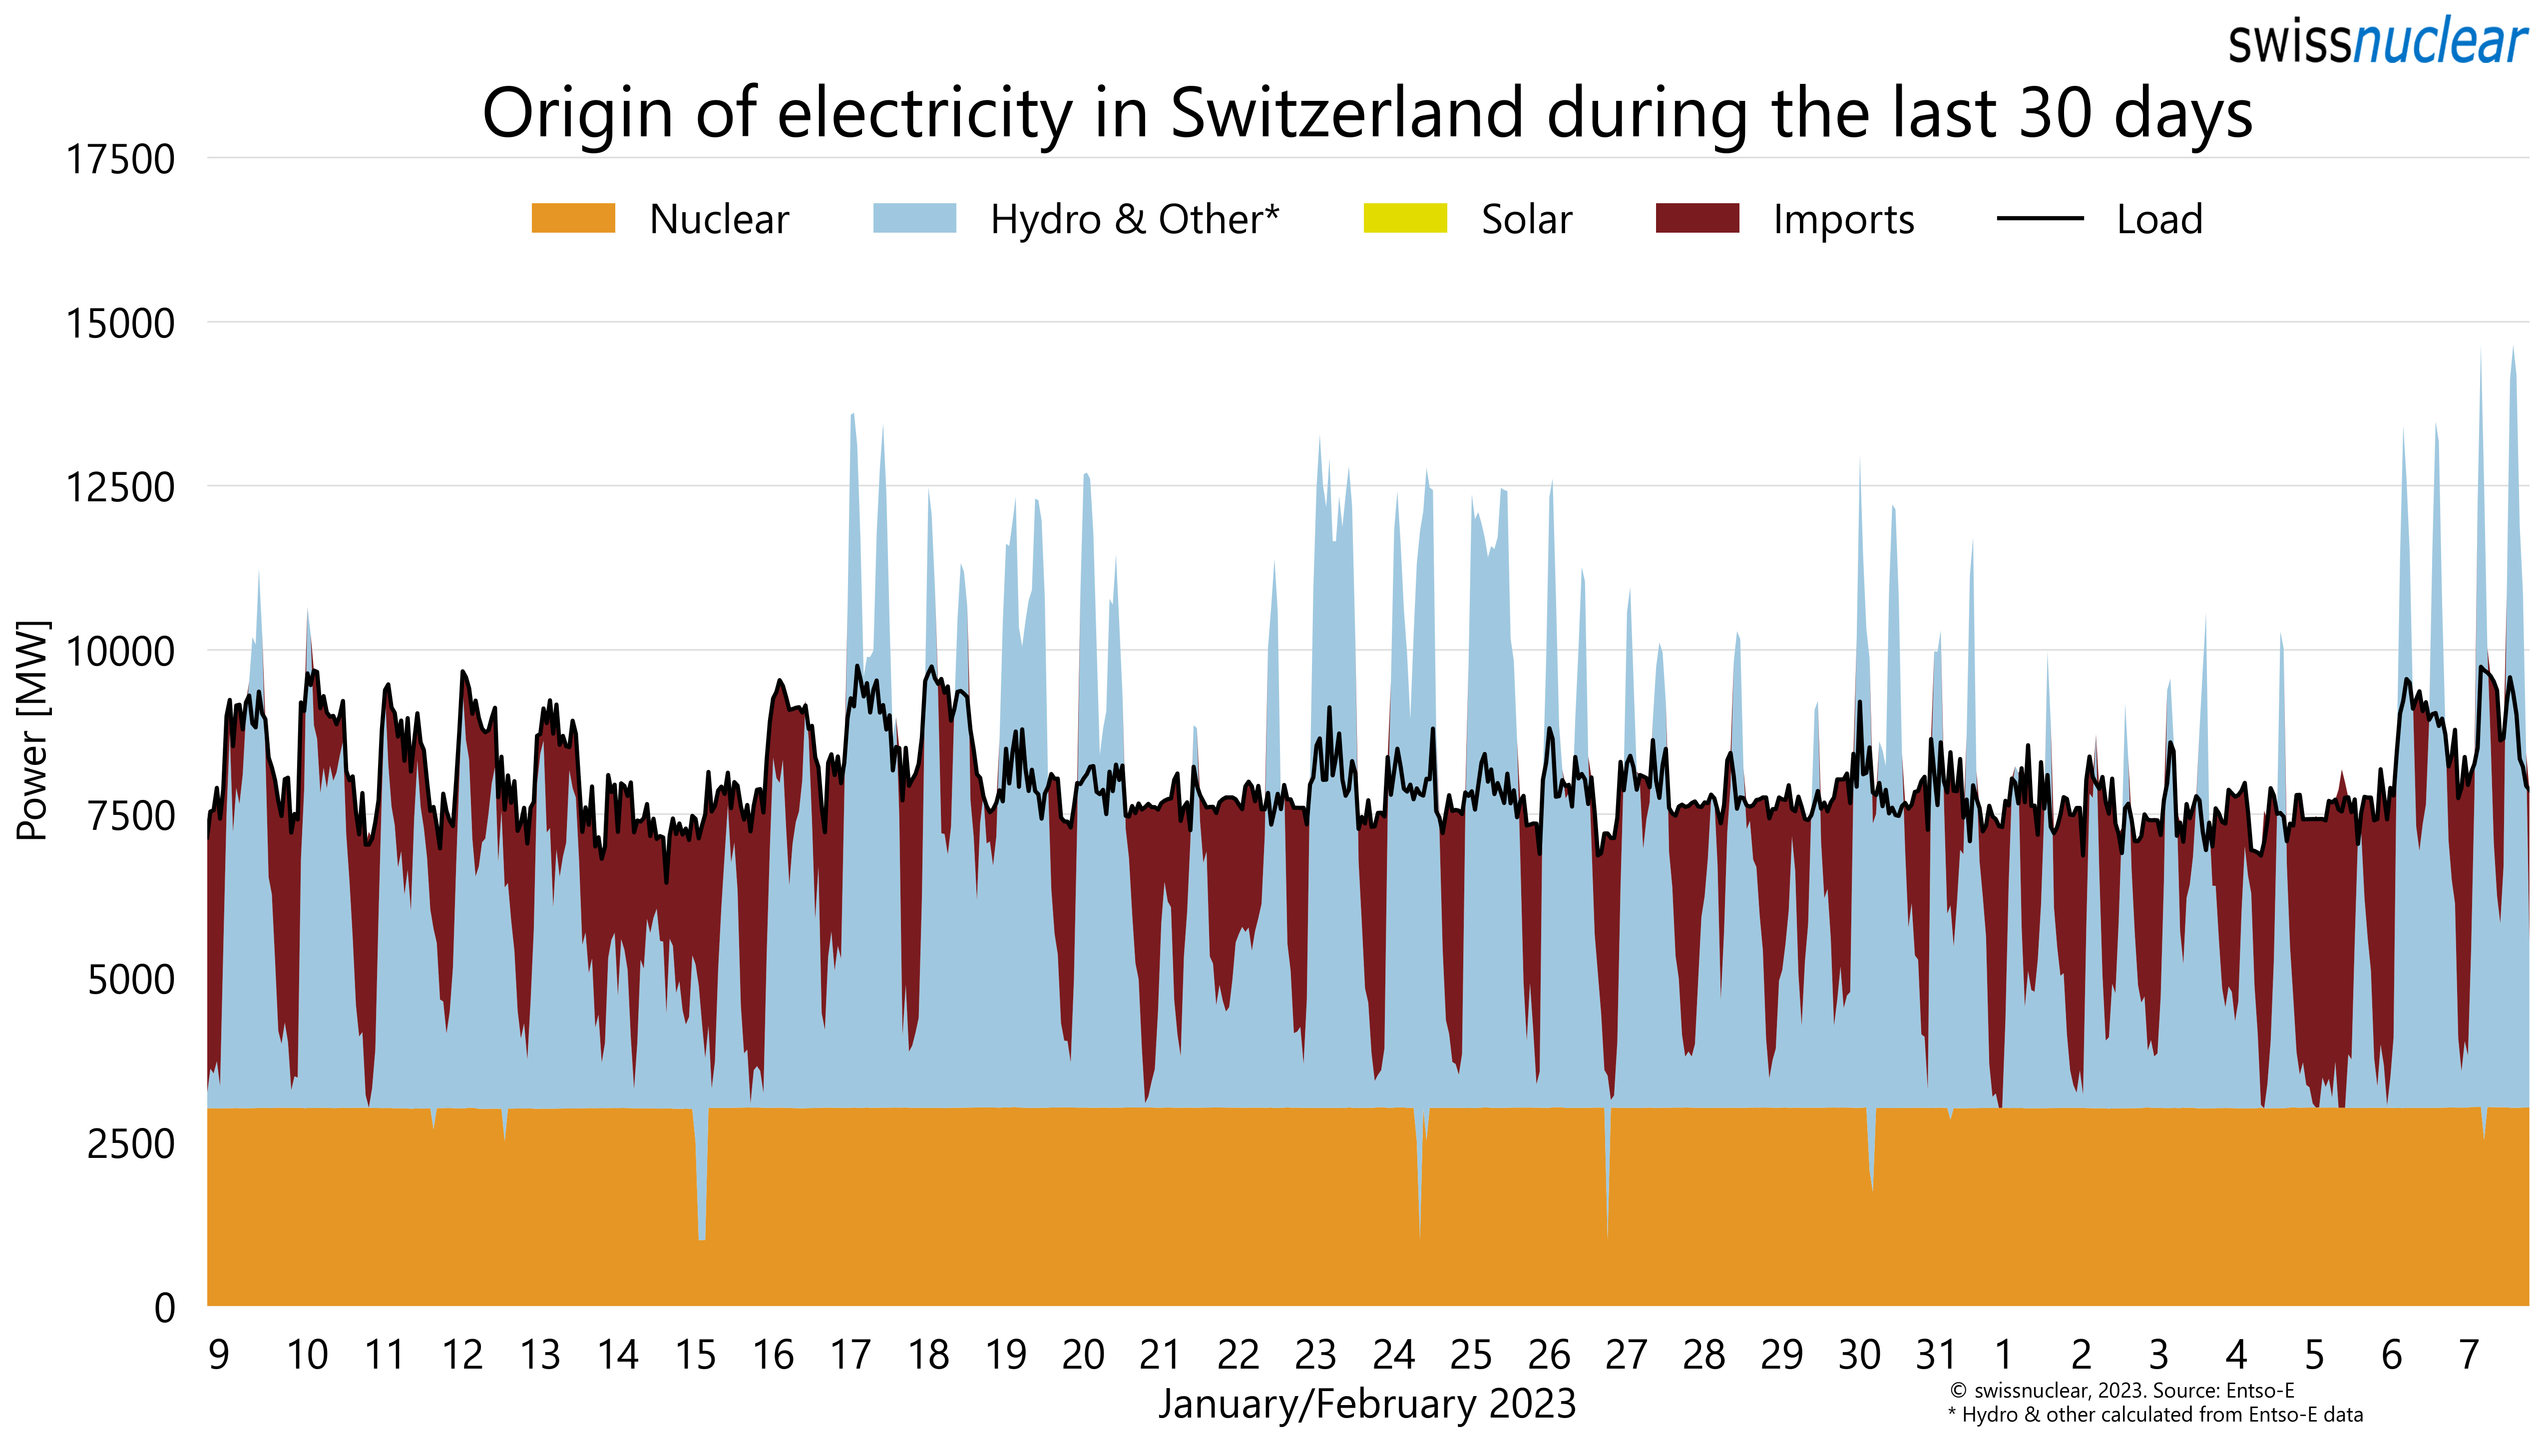 swissnuclear
Origin of electricity in Switzerland during the last 30 days
Nuclear Hydro & Other* Solar Imports Load
17500
15000
12500
10000
7500
5000
2500
0
Power [MW]
9 10 11 12 13 14 15 16 17 18 19 20 21 22 23 24 25 26 27 28 29 30 31 1 2 3 4 5 6 7
January/February 2023
© swissnuclear, 2023. Source: Entso-E
* Hydro & other calculated from Entso-E data